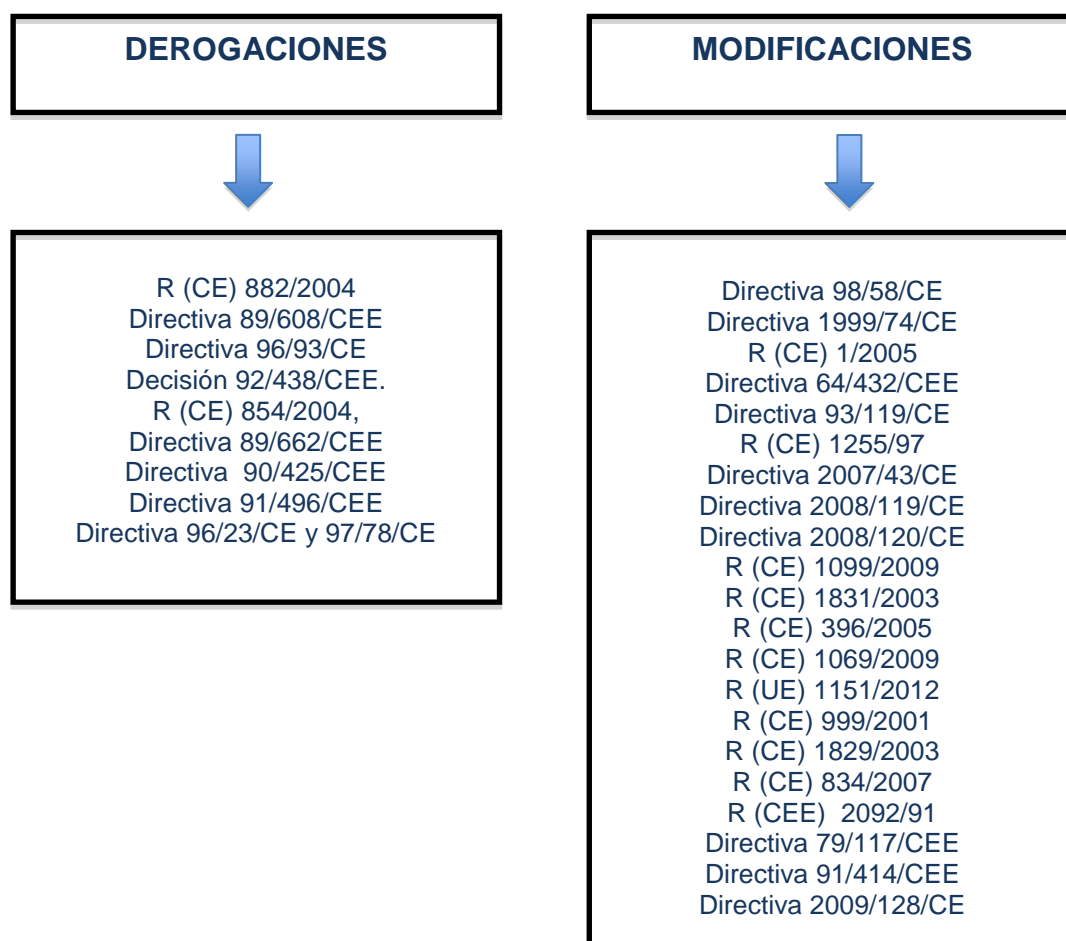 DEROGACIONES
R (CE) 882/2004
Directiva 89/608/CEE
Directiva 96/93/CE
Decisión 92/438/CEE.
R (CE) 854/2004,
Directiva 89/662/CEE
Directiva 90/425/CEE
Directiva 91/496/CEE
Directiva 96/23/CE y 97/78/CE
MODIFICACIONES
Directiva 98/58/CE
Directiva 1999/74/CE
R (CE) 1/2005
Directiva 64/432/CEE
Directiva 93/119/CE
R (CE) 1255/97
Directiva 2007/43/CE
Directiva 2008/119/CE
Directiva 2008/120/CE
R (CE) 1099/2009
R (CE) 1831/2003
R (CE) 396/2005
R (CE) 1069/2009
R (UE) 1151/2012
R (CE) 999/2001
R (CE) 1829/2003
R (CE) 834/2007
R (CEE) 2092/91
Directiva 79/117/CEE
Directiva 91/414/CEE
Directiva 2009/128/CE